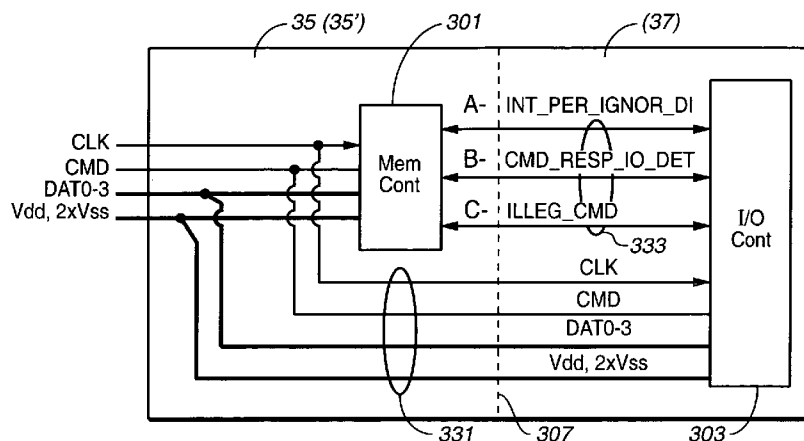 35 (35')
301
(37)
A- INT_PER_IGNOR_DI
CLK
CMD
Mem
Cont
B- CMD_RESP_IO_DET
DAT0-3
Vdd, 2xVss
C- ILLEG_CMD
I/O
Cont
333
CLK
CMD
DAT0-3
Vdd, 2xVss
331
307
303